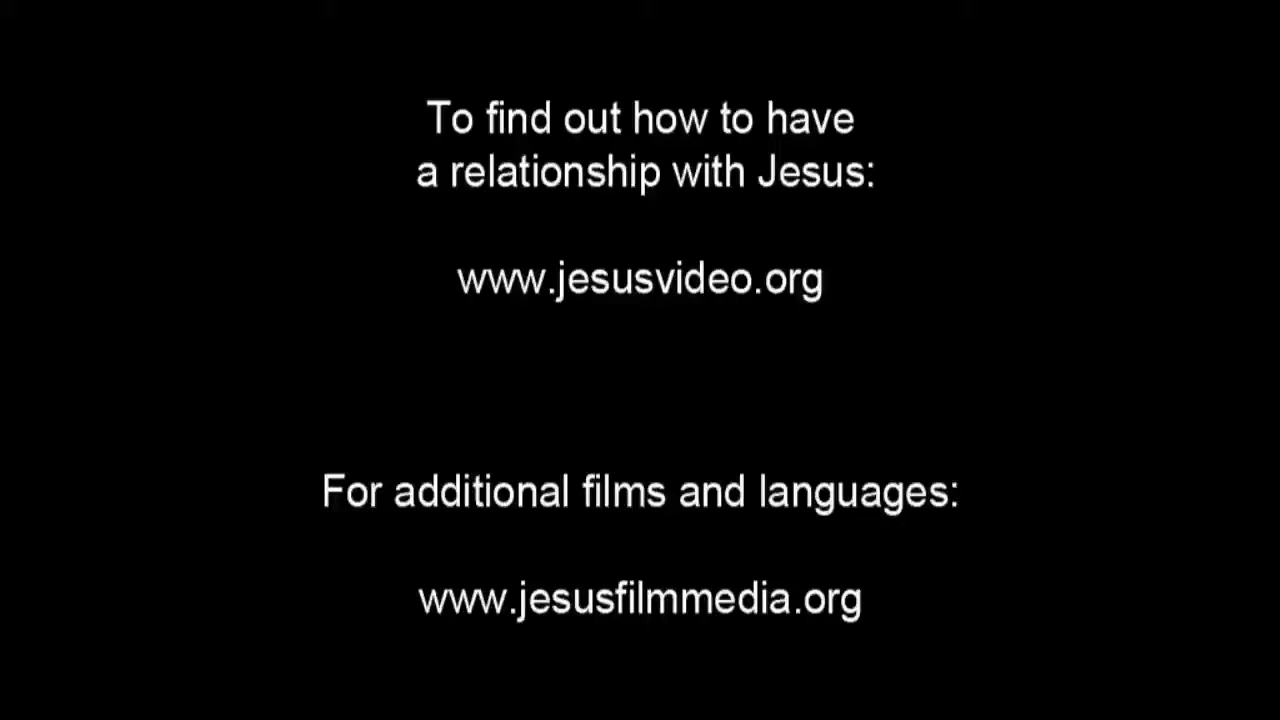 To find out how to have
a relationship with Jesus:
www.jesusvideo.org
For additional films and languages:
www.jesusfilmmedia.org